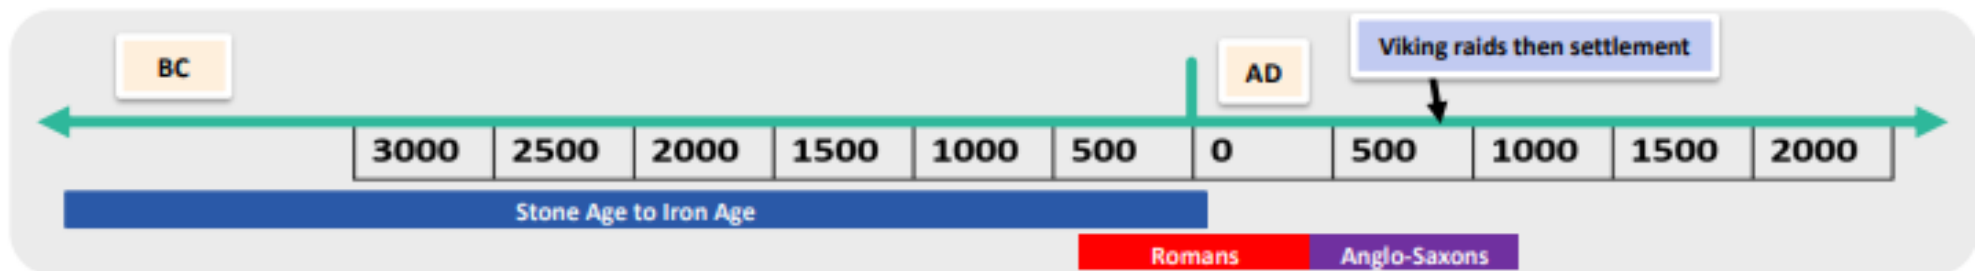 Viking raids then settlement
BC
AD
3000 2500 2000 1500 1000 500 0 500 1000 1500 2000
Stone Age to Iron Age
Romans Anglo-Saxons